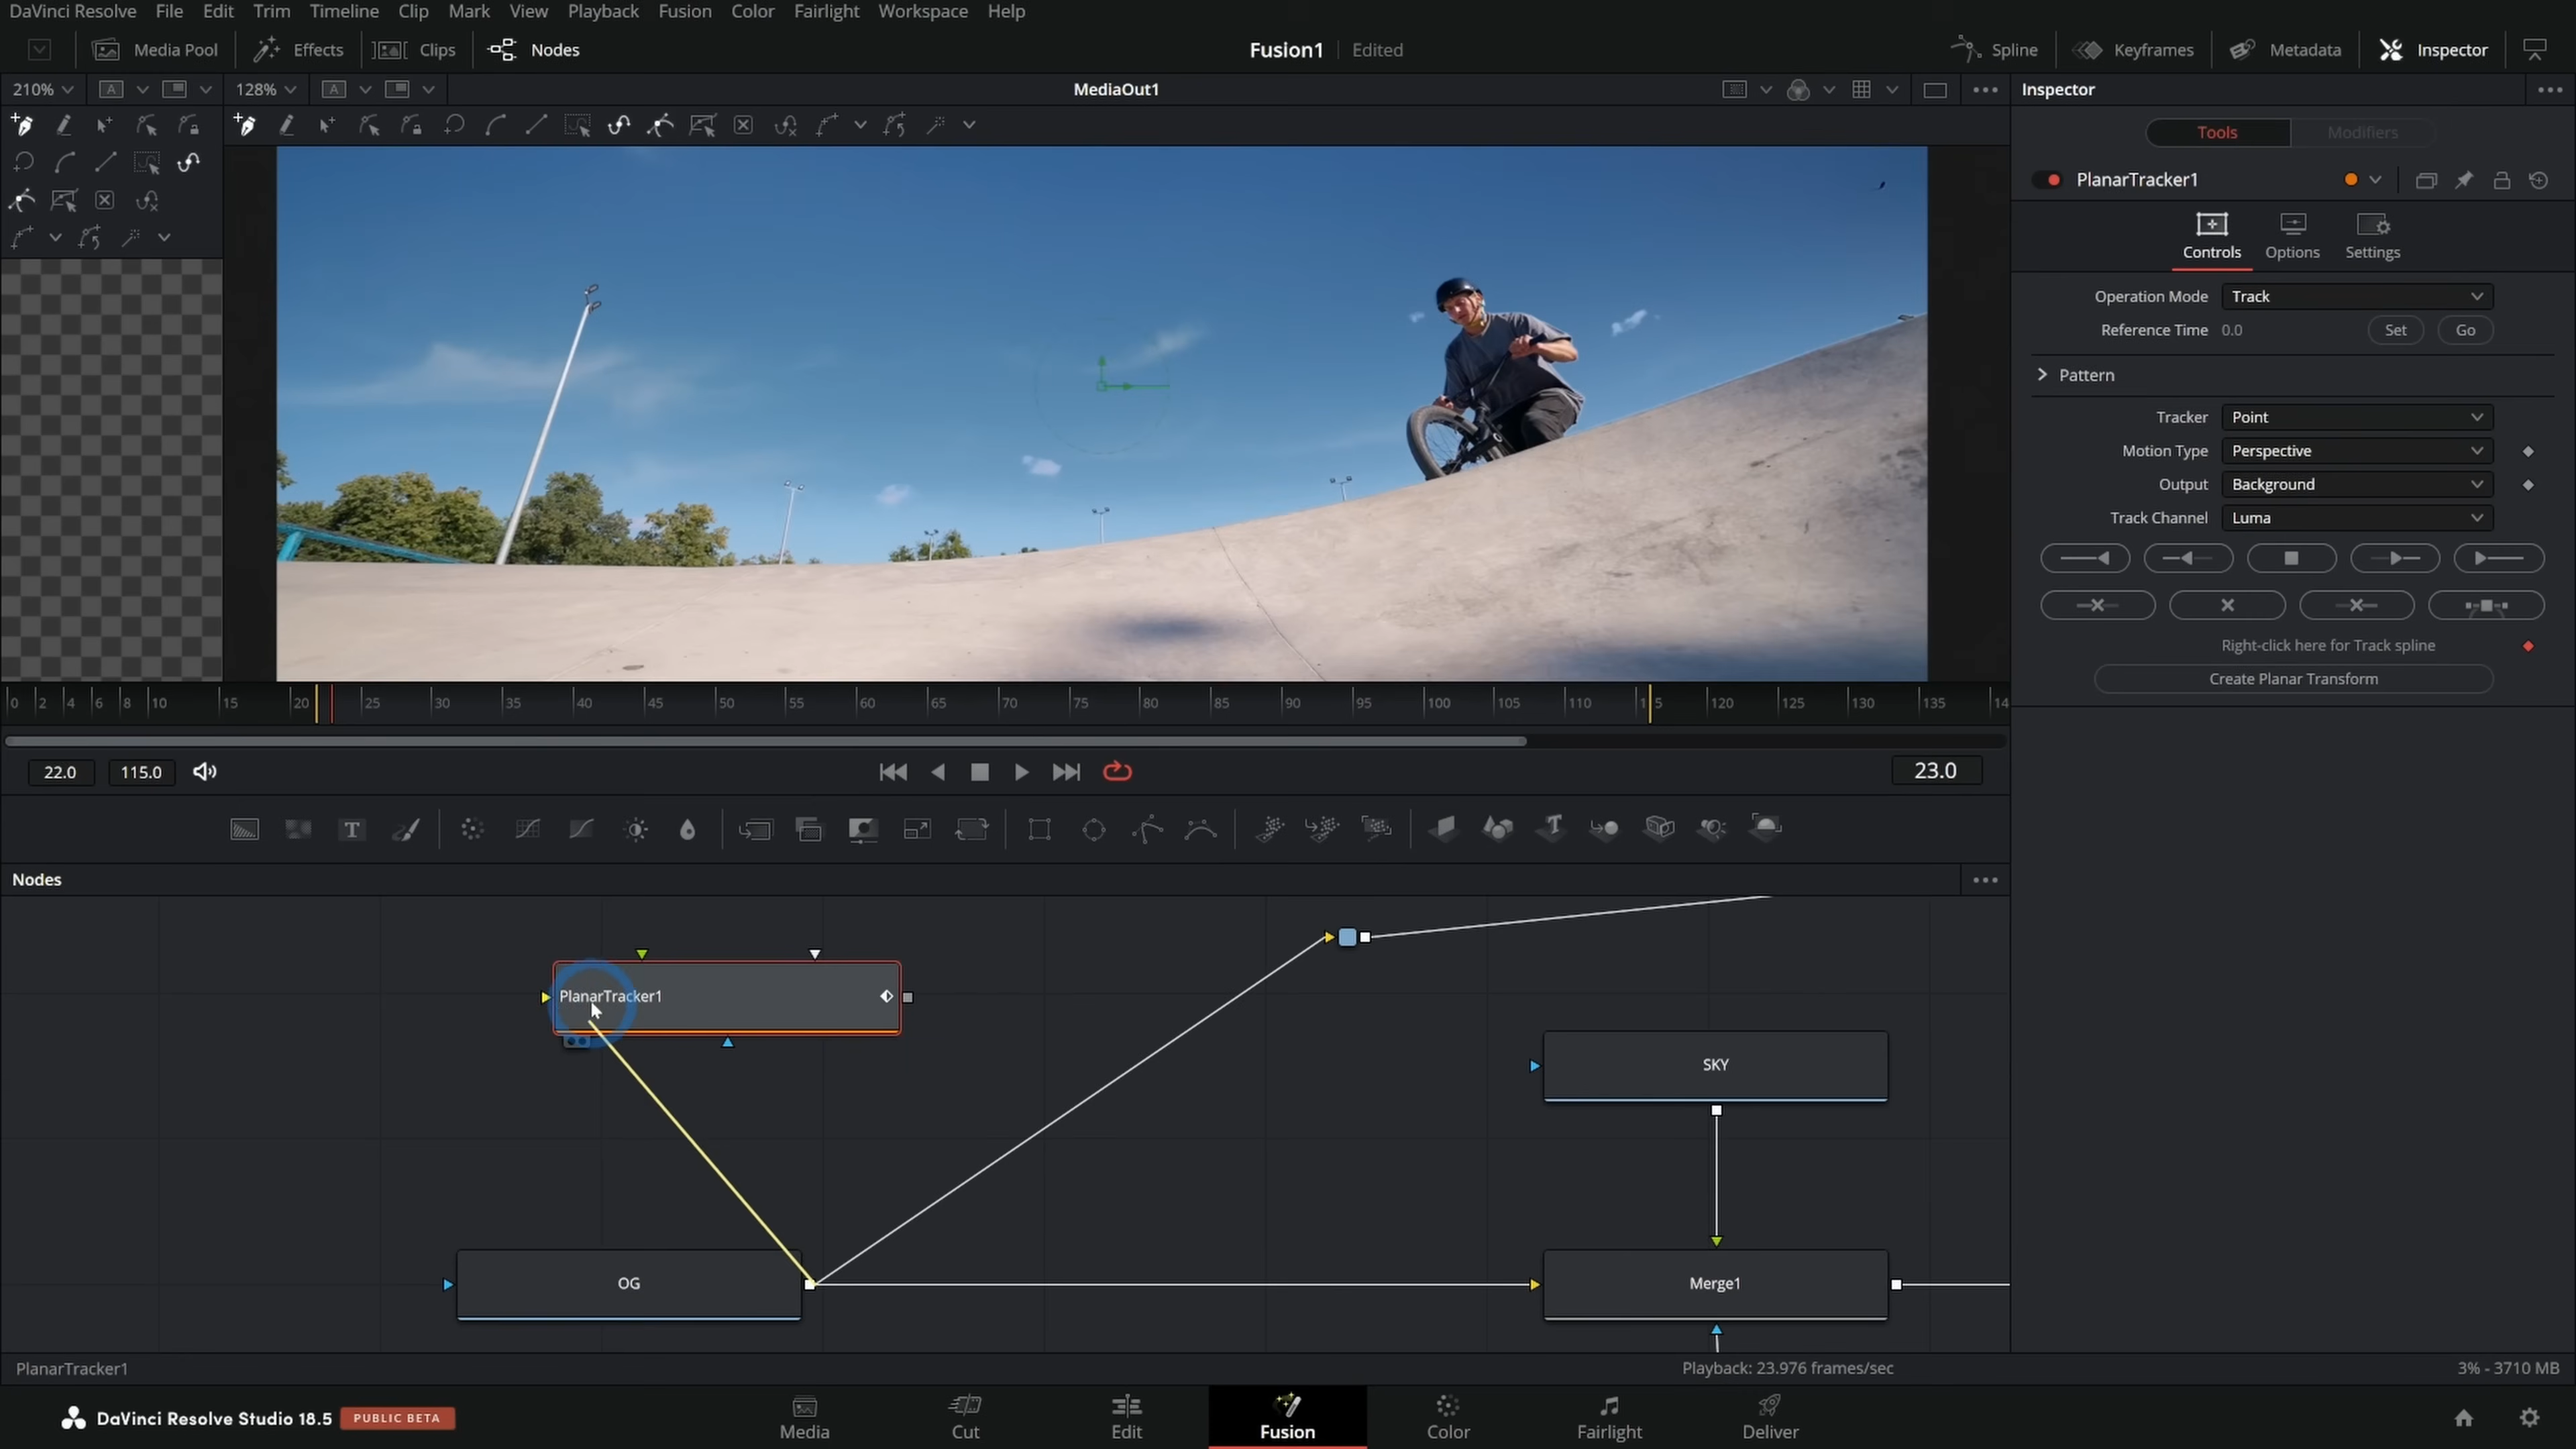 DaVinci Resolve File Edit Trim Timeline Clip Mark View Playback Fusion Color Fairlight Workspace Help
Media Pool Effects Clips Nodes Fusion1 Edited Spline Keyframes Metadata Inspector
210% A 128% A MediaOut1 Inspector
Tools Modifiers
PlanarTracker1
Controls Options Settings
Operation Mode Track
Reference Time 0.0 Set Go
Pattern
Tracker Point
Motion Type Perspective
Output Background
Track Channel Luma
Right-click here for Track spline
Create Planar Transform
0 2 4 6 8 10 15 20 25 30 35 40 45 50 55 60 65 70 75 80 85 90 95 100 105 110 115 120 125 130 135 14
22.0 115.0 23.0
T T
Nodes
PlanarTracker1
SKY
OG Merge1
PlanarTracker1 Playback: 23.976 frames/sec 3% - 3710 MB
DaVinci Resolve Studio 18.5 PUBLIC BETA
Media Cut Edit Fusion Color Fairlight Deliver